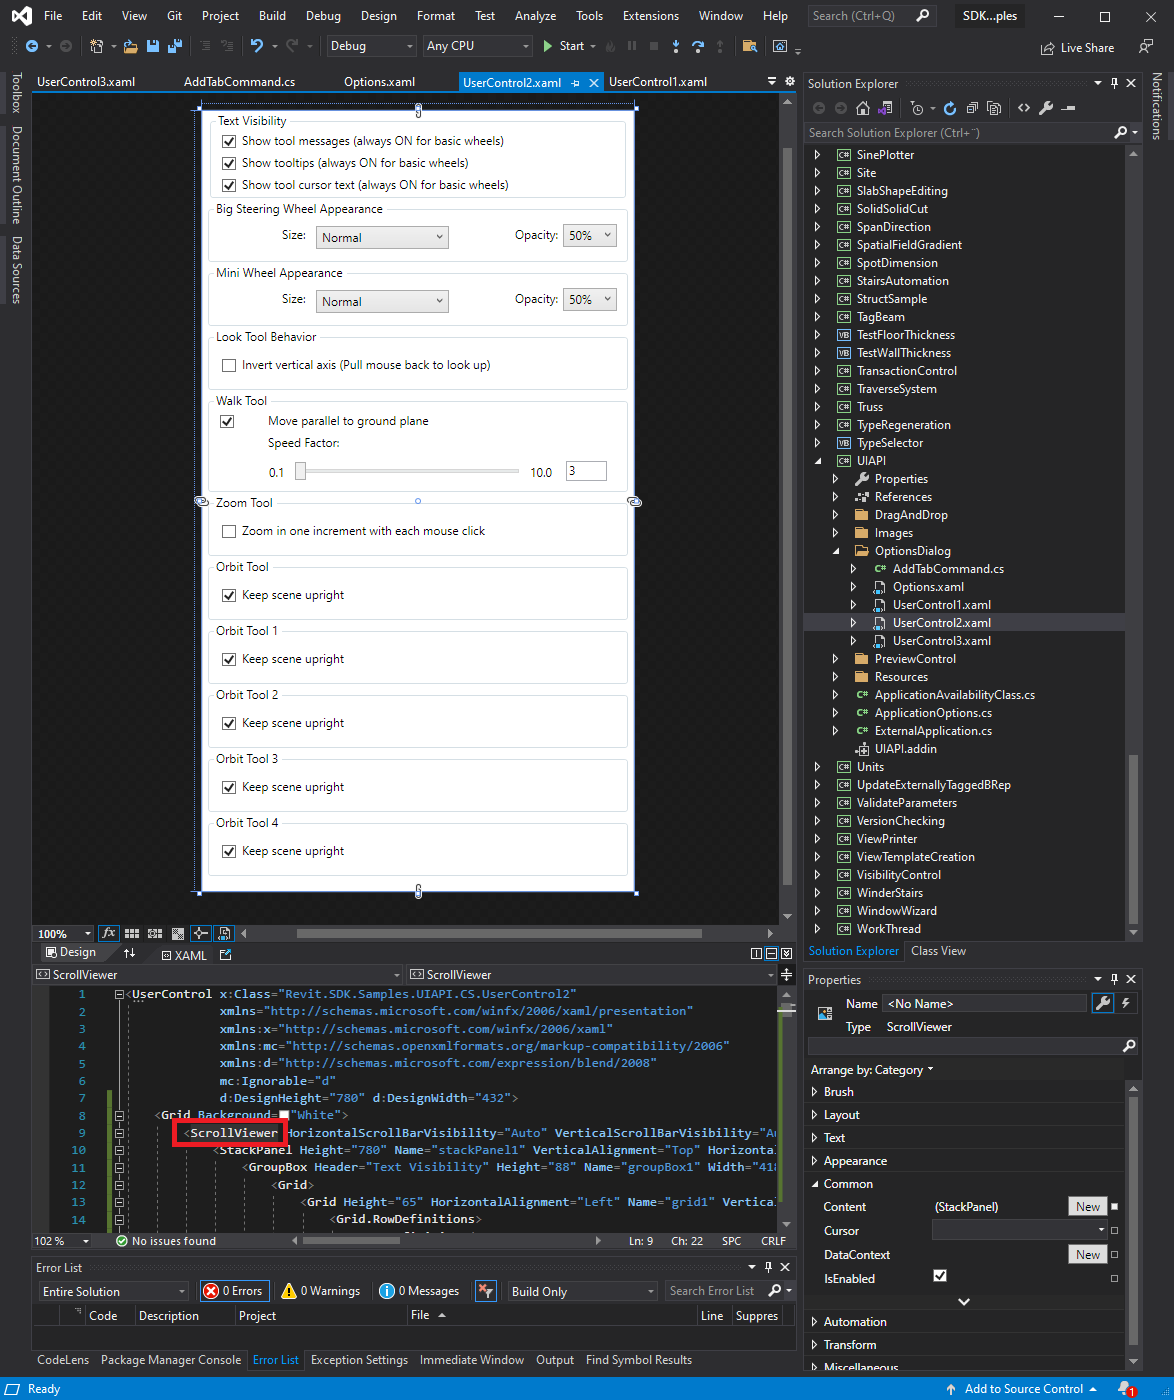 File Edit View Git Project Build Debug Design Format Test Analyze Tools Extensions Window Help Search (Ctrl+Q) SDK...ples
Debug Any CPU Start Live Share
UserControl3.xaml AddTabCommand.cs Options.xaml UserControl2.xaml UserControl1.xaml
Toolbox
Document Outline
Data Sources
Text Visibility
Show tool messages (always ON for basic wheels)
Show tooltips (always ON for basic wheels)
Show tool cursor text (always ON for basic wheels)
Big Steering Wheel Appearance
Size: Normal Opacity: 50%
Mini Wheel Appearance
Size: Normal Opacity: 50%
Look Tool Behavior
Invert vertical axis (Pull mouse back to look up)
Walk Tool
Move parallel to ground plane
Speed Factor:
0.1 10.0 3
Zoom Tool
Zoom in one increment with each mouse click
Orbit Tool
Keep scene upright
Orbit Tool 1
Keep scene upright
Orbit Tool 2
Keep scene upright
Orbit Tool 3
Keep scene upright
Orbit Tool 4
Keep scene upright
100% fx
Design XAML
ScrollViewer ScrollViewer
1 <UserControl x:Class="Revit.SDK.Samples.UIAPI.CS.UserControl2"
2 xmlns="http://schemas.microsoft.com/winfx/2006/xaml/presentation"
3 xmlns:x="http://schemas.microsoft.com/winfx/2006/xaml"
4 xmlns:mc="http://schemas.openxmlformats.org/markup-compatibility/2006"
5 xmlns:d="http://schemas.microsoft.com/expression/blend/2008"
6 mc:Ignorable="d"
7 d:DesignHeight="780" d:DesignWidth="432">
8 <Grid Background="White">
9 <ScrollViewer HorizontalScrollBarVisibility="Auto" VerticalScrollBarVisibility="Au
10 <StackPanel Height="780" Name="stackPanel1" VerticalAlignment="Top" Horizonta
11 <GroupBox Header="Text Visibility" Height="88" Name="groupBox1" Width="418
12 <Grid>
13 <Grid Height="65" HorizontalAlignment="Left" Name="grid1" Vertica
14 <Grid.RowDefinitions>
102 % No issues found Ln: 9 Ch: 22 SPC CRLF
Error List
Entire Solution 0 Errors 0 Warnings 0 Messages Build Only Search Error List
Code Description Project File Line Suppres
CodeLens Package Manager Console Error List Exception Settings Immediate Window Output Find Symbol Results
Solution Explorer
Search Solution Explorer (Ctrl+¨)
C# SinePlotter
C# Site
C# SlabShapeEditing
C# SolidSolidCut
C# SpanDirection
C# SpatialFieldGradient
C# SpotDimension
C# StairsAutomation
C# StructSample
C# TagBeam
VB TestFloorThickness
VB TestWallThickness
C# TransactionControl
C# TraverseSystem
C# Truss
C# TypeRegeneration
VB TypeSelector
C# UIAPI
Properties
References
DragAndDrop
Images
OptionsDialog
C# AddTabCommand.cs
Options.xaml
UserControl1.xaml
UserControl2.xaml
UserControl3.xaml
PreviewControl
Resources
C# ApplicationAvailabilityClass.cs
C# ApplicationOptions.cs
C# ExternalApplication.cs
UIAPI.addin
C# Units
C# UpdateExternallyTaggedBRep
C# ValidateParameters
C# VersionChecking
C# ViewPrinter
C# ViewTemplateCreation
C# VisibilityControl
C# WinderStairs
C# WindowWizard
C# WorkThread
Solution Explorer Class View
Notifications
Properties
Name <No Name>
Type ScrollViewer
Arrange by: Category
Brush
Layout
Text
Appearance
Common
Content (StackPanel) New
Cursor
DataContext New
IsEnabled
Automation
Transform
Miscellaneous
Ready Add to Source Control 1